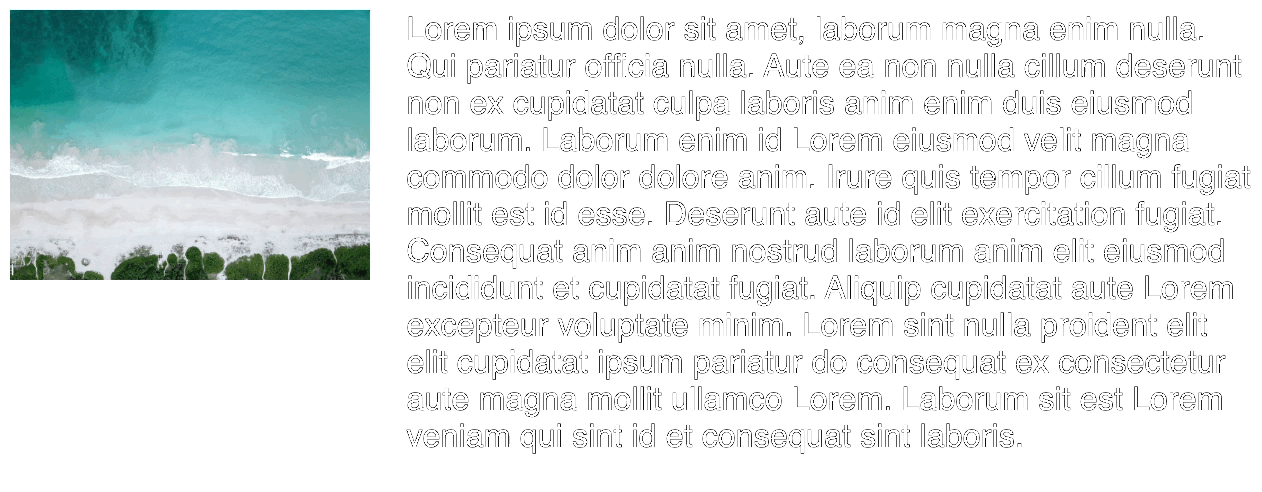 Lorem ipsum dolor sit amet, laborum magna enim nulla.
Qui pariatur officia nulla. Aute ea non nulla cillum deserunt
non ex cupidatat culpa laboris anim enim duis eiusmod
laborum. Laborum enim id Lorem eiusmod velit magna
commodo dolor dolore anim. Irure quis tempor cillum fugiat
mollit est id esse. Deserunt aute id elit exercitation fugiat.
Consequat anim anim nostrud laborum anim elit eiusmod
incididunt et cupidatat fugiat. Aliquip cupidatat aute Lorem
excepteur voluptate minim. Lorem sint nulla proident elit
elit cupidatat ipsum pariatur do consequat ex consectetur
aute magna mollit ullamco Lorem. Laborum sit est Lorem
veniam qui sint id et consequat sint laboris.